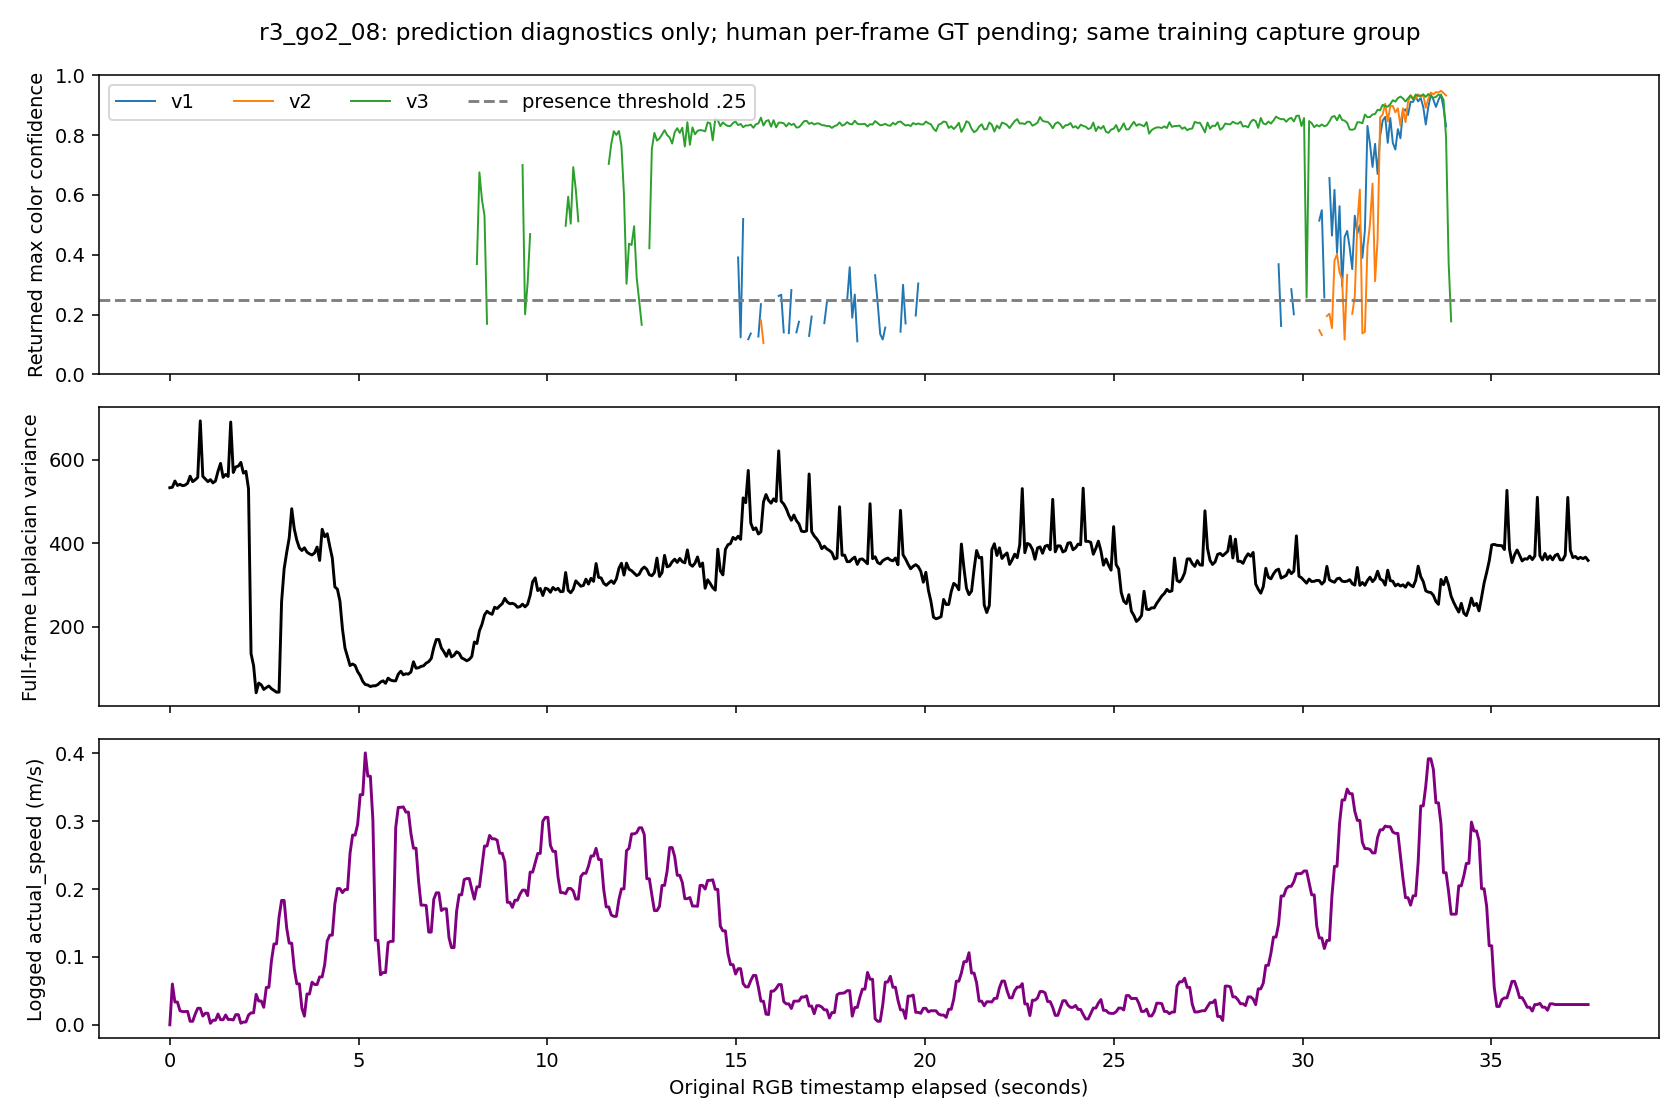 r3_go2_08: prediction diagnostics only; human per-frame GT pending; same training capture group
Returned max color confidence
1.0
0.8
0.6
0.4
0.2
0.0
v1 v2 v3 presence threshold .25
Full-frame Laplacian variance
600
400
200
Logged actual_speed (m/s)
0.4
0.3
0.2
0.1
0.0
0 5 10 15 20 25 30 35
Original RGB timestamp elapsed (seconds)